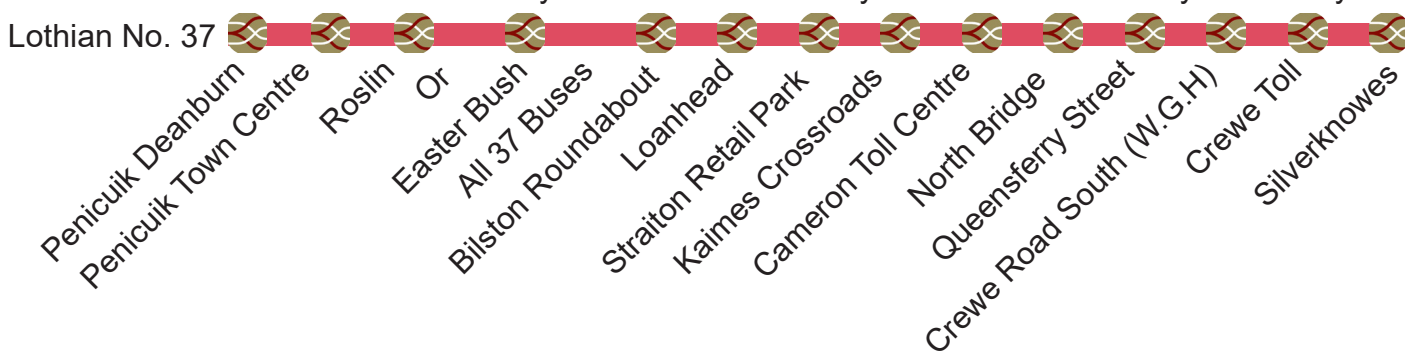 Lothian No. 37
Penicuik Deanburn
Penicuik Town Centre
Roslin
Or
Easter Bush
All 37 Buses
Bilston Roundabout
Loanhead
Straiton Retail Park
Kaimes Crossroads
Cameron Toll Centre
North Bridge
Queensferry Street
Crewe Road South (W.G.H)
Crewe Toll
Silverknowes